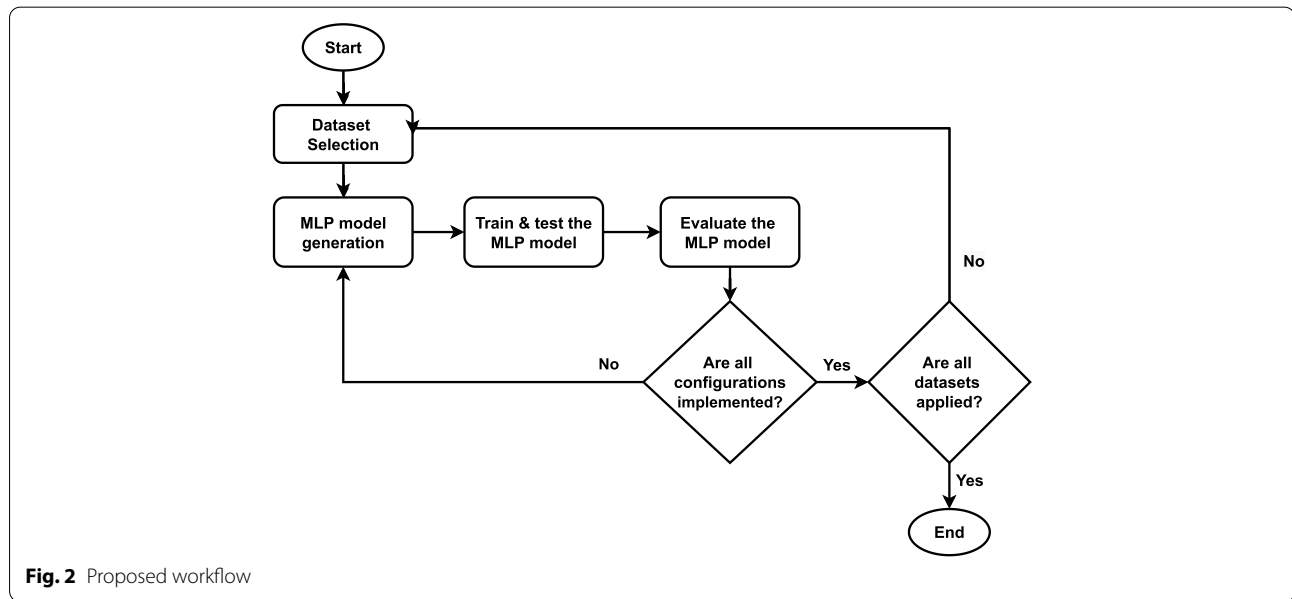 Start
Dataset
Selection
MLP model
generation
Train & test the
MLP model
Evaluate the
MLP model
No
No
Are all
configurations
implemented?
Yes
Are all
datasets
applied?
Yes
End
Fig. 2 Proposed workflow